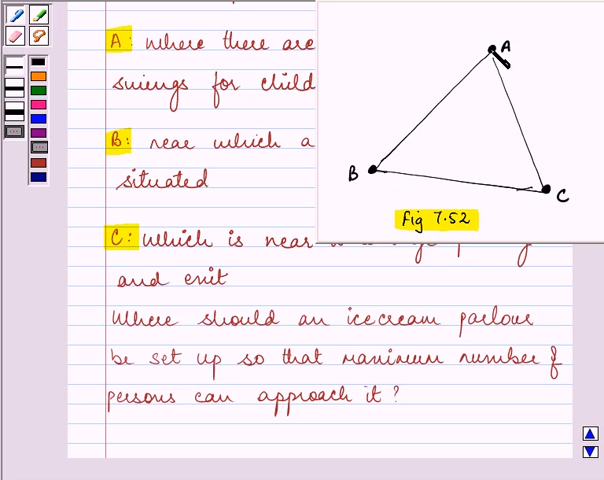 A: where there are
swings for child
B: near which a
situated
C: which is near
and exit
Where should an icecream parlour
be set up so that maximum number of
persons can approach it?
A
B
C
Fig 7.52